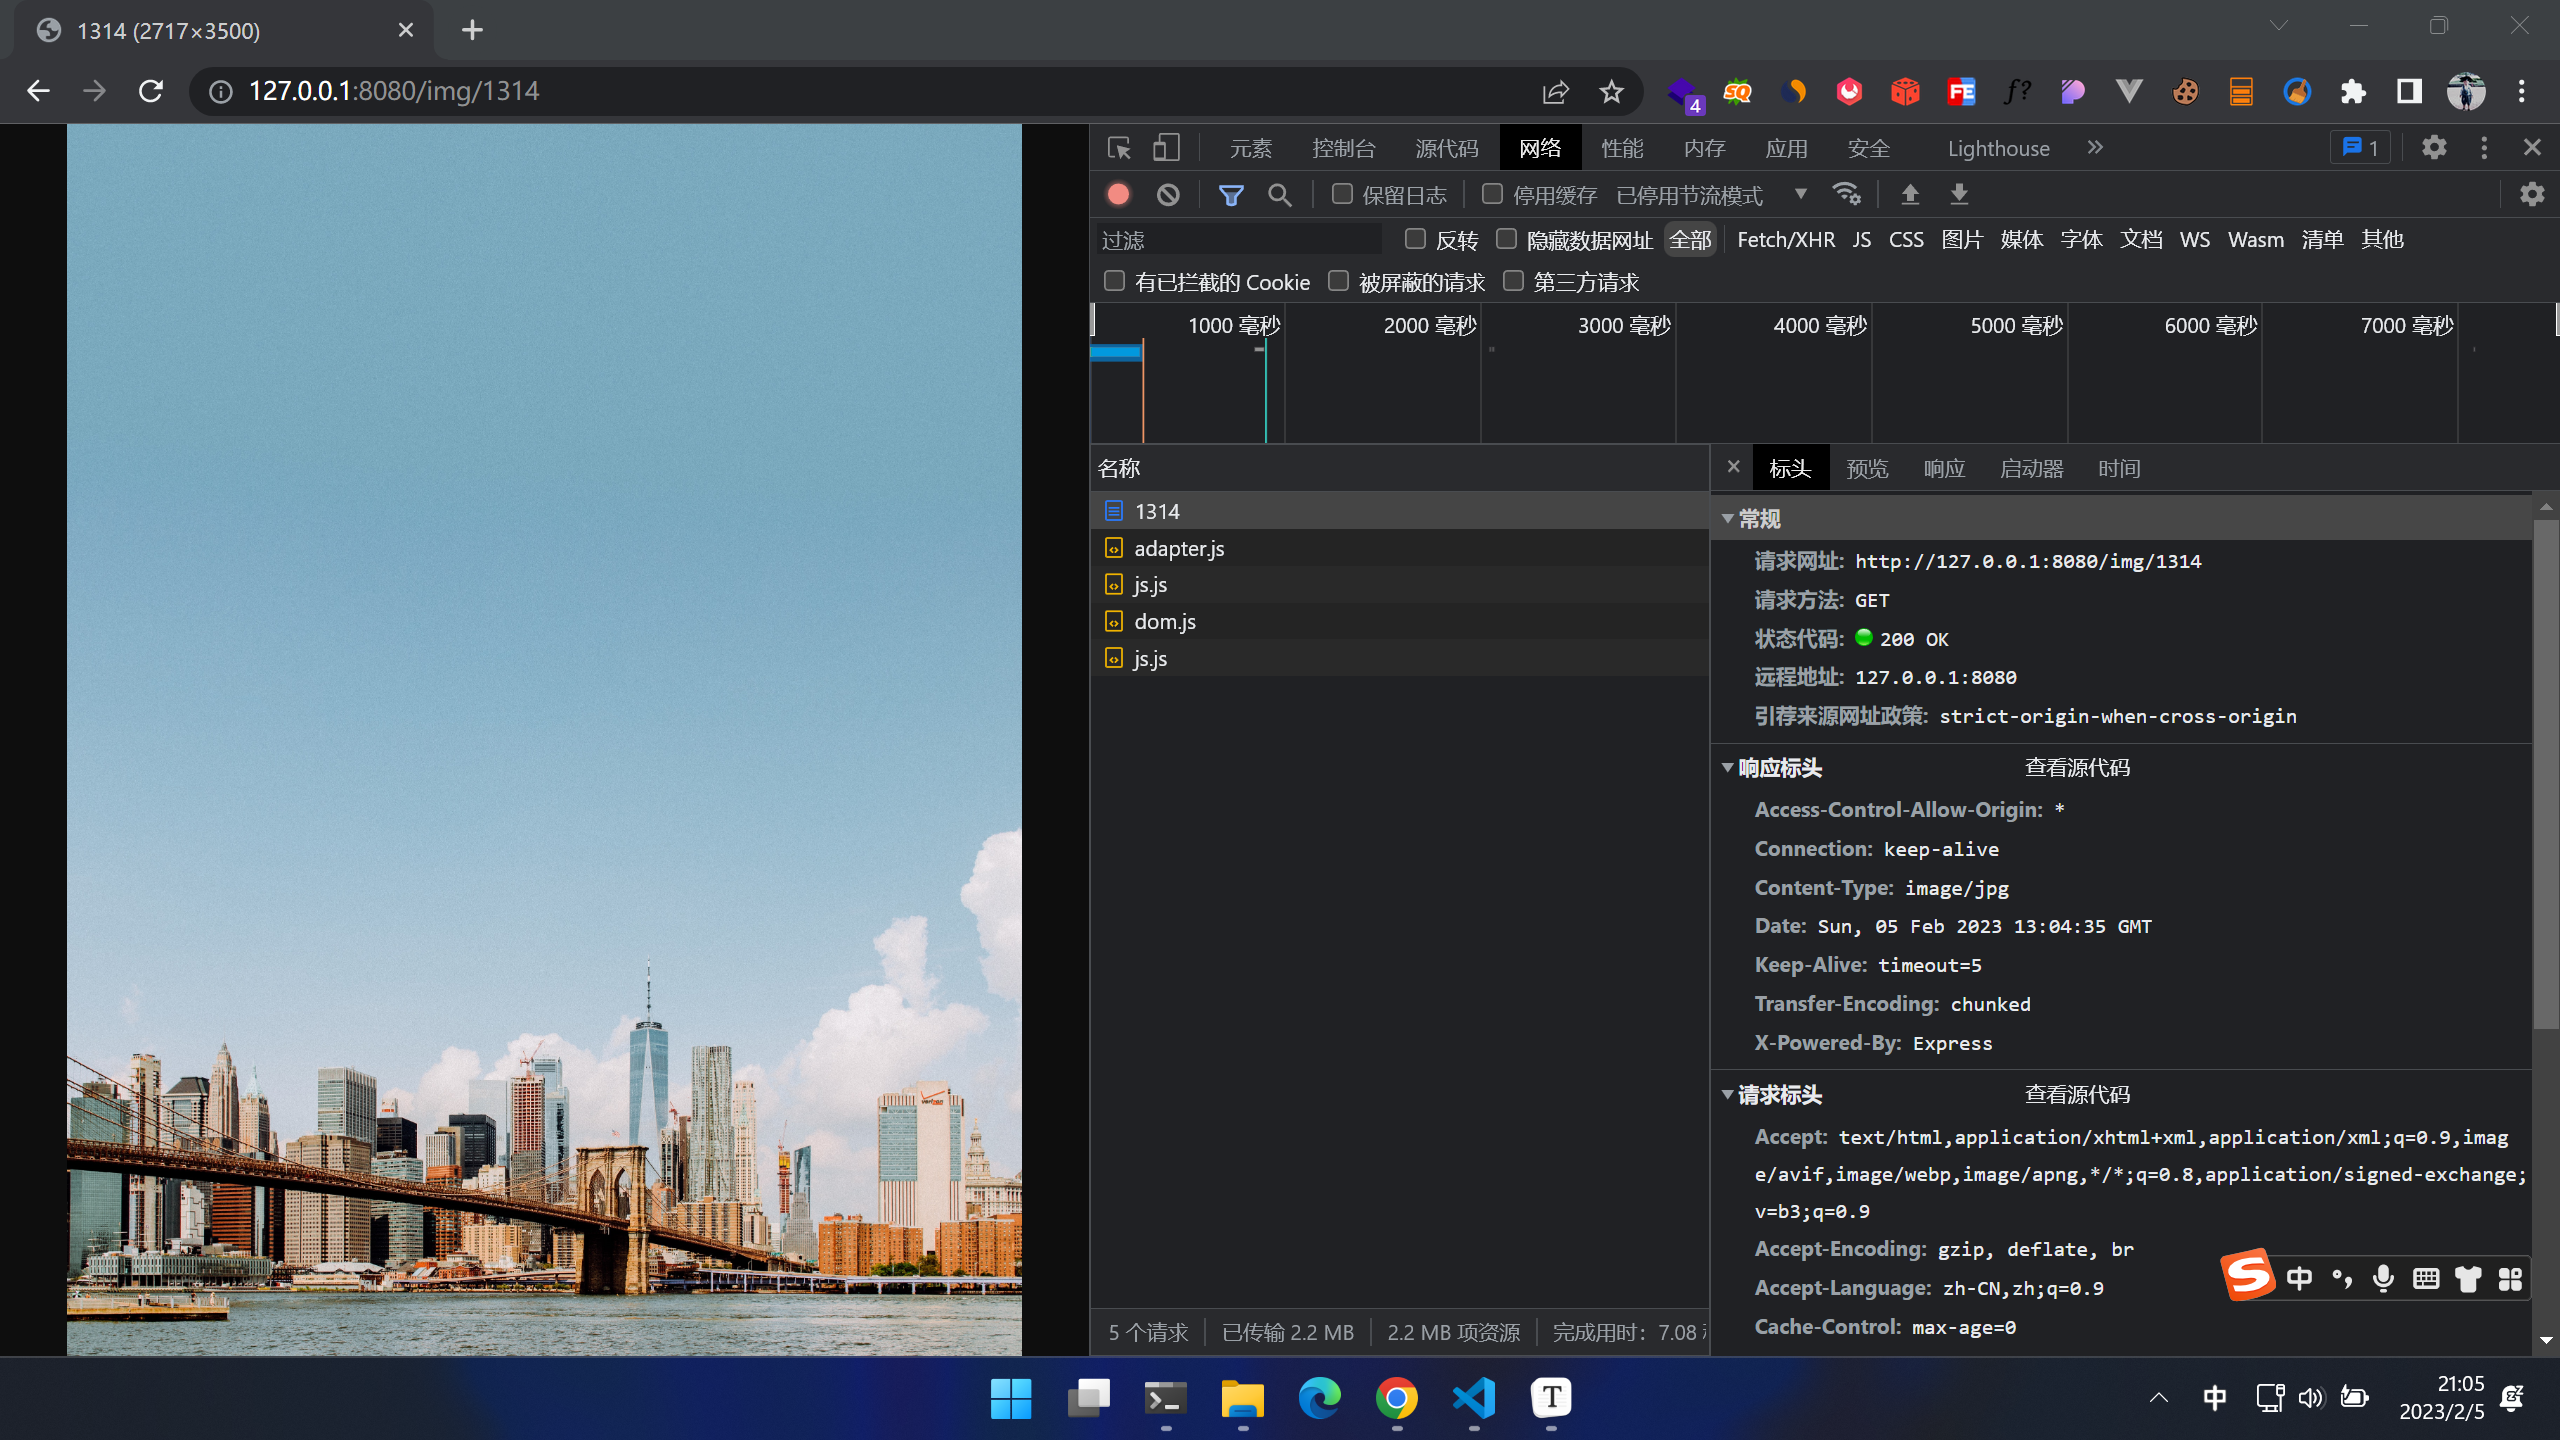 1314 (2717×3500)
127.0.0.1:8080/img/1314
4
元素 控制台 源代码 网络 性能 内存 应用 安全 Lighthouse 1
保留日志 停用缓存 已停用节流模式
过滤 反转 隐藏数据网址 全部 Fetch/XHR JS CSS 图片 媒体 字体 文档 WS Wasm 清单 其他
有已拦截的 Cookie 被屏蔽的请求 第三方请求
1000 毫秒 2000 毫秒 3000 毫秒 4000 毫秒 5000 毫秒 6000 毫秒 7000 毫秒
名称
1314
adapter.js
js.js
dom.js
js.js
5 个请求 已传输 2.2 MB 2.2 MB 项资源 完成用时: 7.08
标头 预览 响应 启动器 时间
常规
请求网址: http://127.0.0.1:8080/img/1314
请求方法: GET
状态代码: 200 OK
远程地址: 127.0.0.1:8080
引荐来源网址政策: strict-origin-when-cross-origin
响应标头 查看源代码
Access-Control-Allow-Origin: *
Connection: keep-alive
Content-Type: image/jpg
Date: Sun, 05 Feb 2023 13:04:35 GMT
Keep-Alive: timeout=5
Transfer-Encoding: chunked
X-Powered-By: Express
请求标头 查看源代码
Accept: text/html,application/xhtml+xml,application/xml;q=0.9,imag
e/avif,image/webp,image/apng,*/*;q=0.8,application/signed-exchange;
v=b3;q=0.9
Accept-Encoding: gzip, deflate, br
Accept-Language: zh-CN,zh;q=0.9
Cache-Control: max-age=0
中
中
21:05
2023/2/5